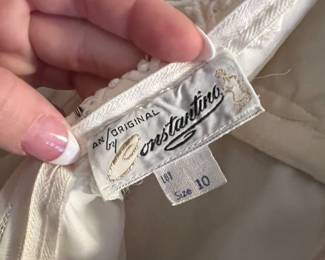 AN ORIGINAL
by
Constantino
181
Size 10